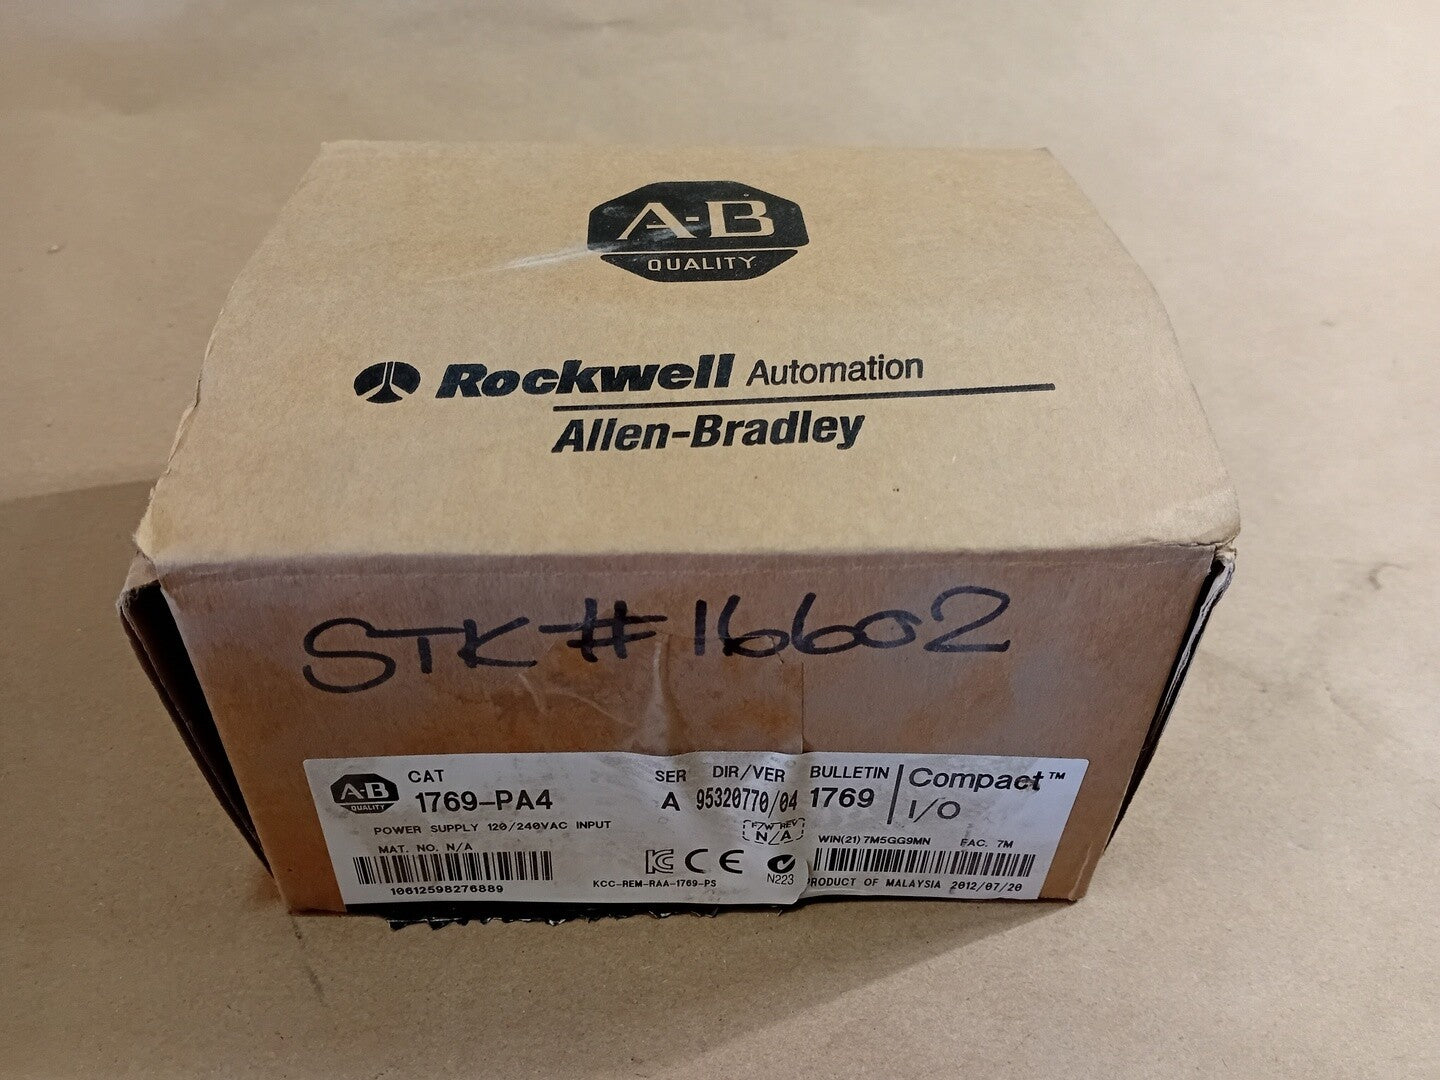 A-B
QUALITY
Rockwell Automation
Allen-Bradley
STK # 16602
A-B QUALITY
CAT
1769-PA4
SER
A
DIR/VER
95320770/04
BULLETIN
1769
Compact™
I/O
POWER SUPPLY 120/240VAC INPUT
F/W REV
N/A
MAT. NO. N/A
10612598276889
KCC-REM-RAA-1769-PS
CE
N223
WIN(21) 7M5GG9MN
FAC. 7M
PRODUCT OF MALAYSIA 2012/07/20